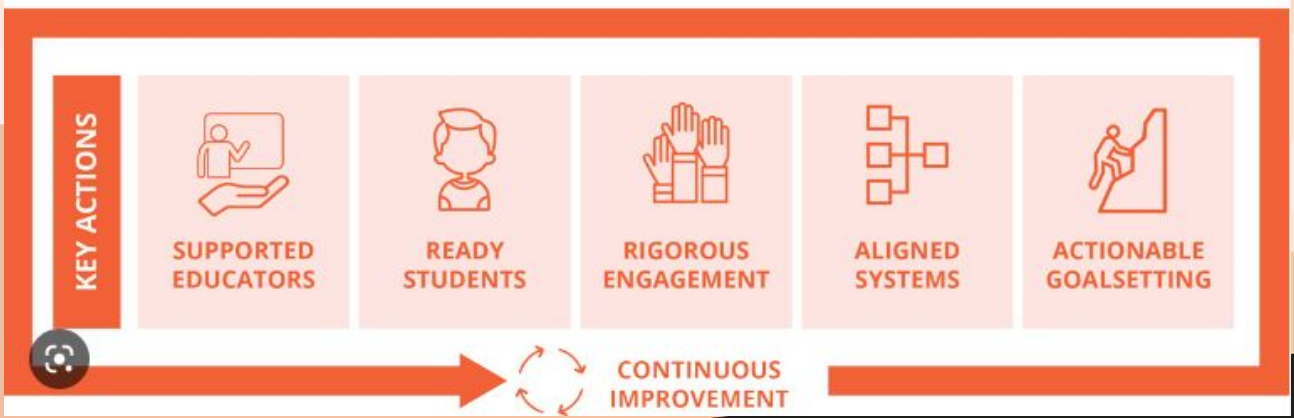 KEY ACTIONS
SUPPORTED
EDUCATORS
READY
STUDENTS
RIGOROUS
ENGAGEMENT
ALIGNED
SYSTEMS
ACTIONABLE
GOALSETTING
CONTINUOUS
IMPROVEMENT